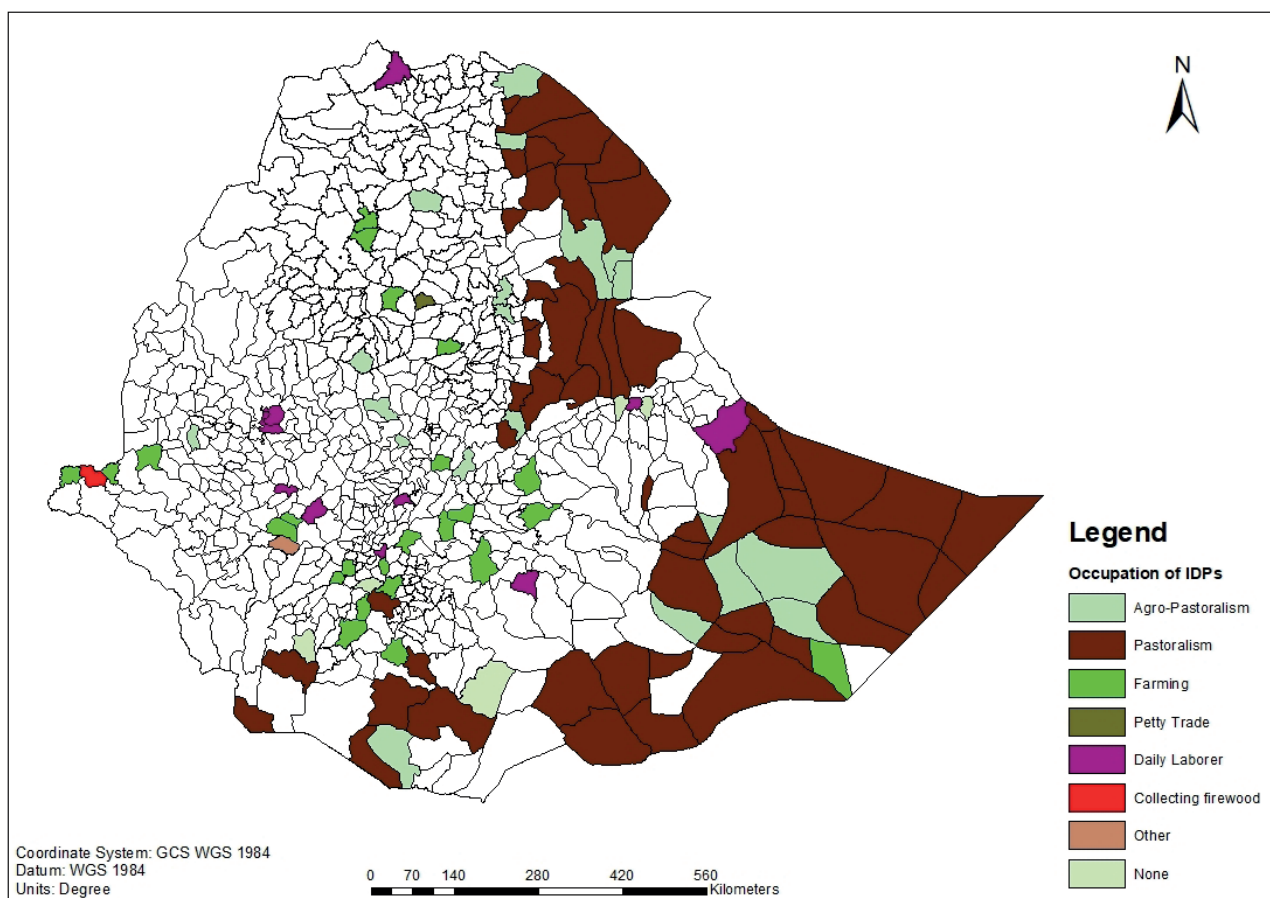 N
Legend
Occupation of IDPs
Agro-Pastoralism
Pastoralism
Farming
Petty Trade
Daily Laborer
Collecting firewood
Other
None
Coordinate System: GCS WGS 1984
Datum: WGS 1984
Units: Degree
0 70 140 280 420 560
Kilometers